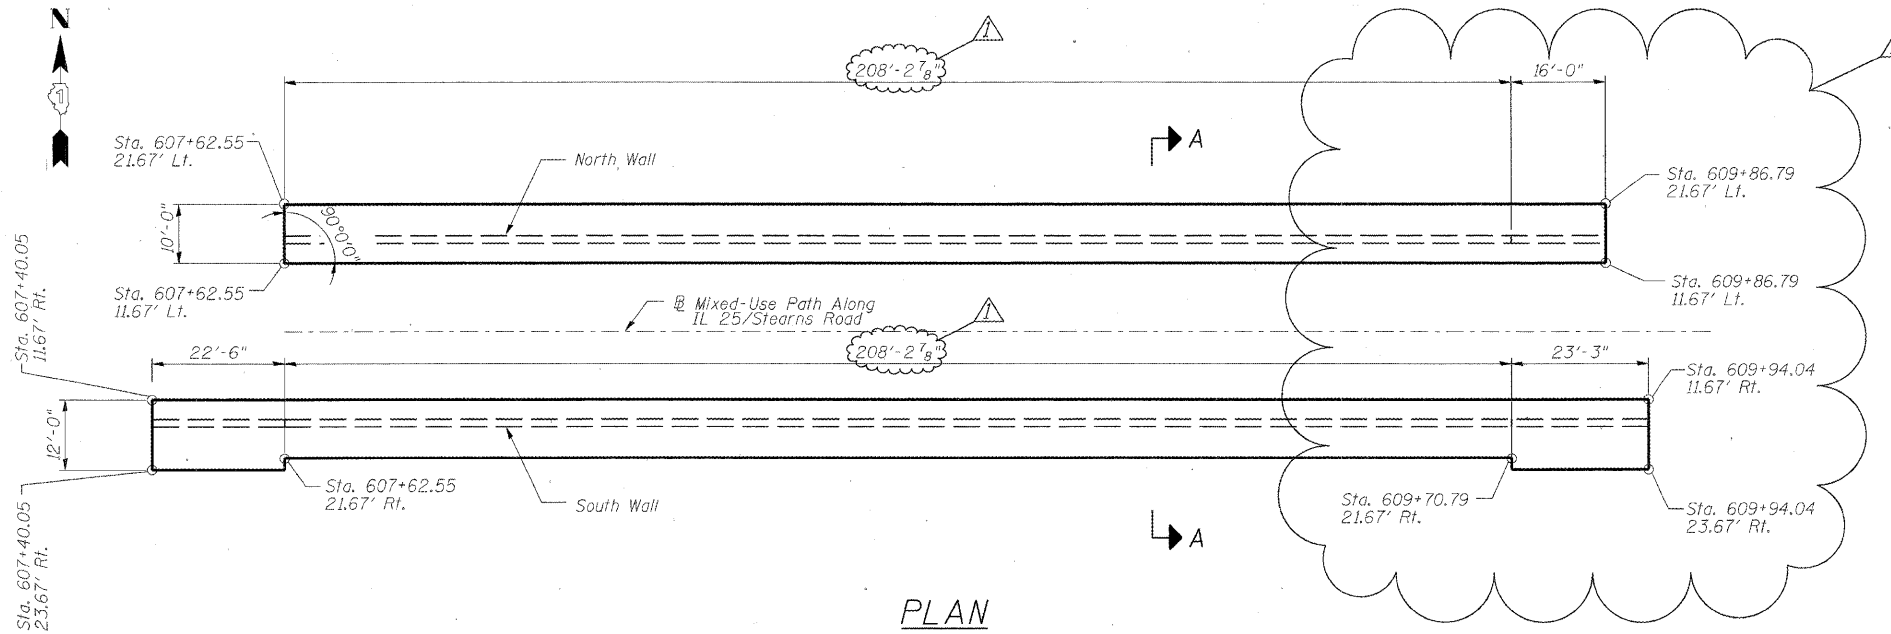 N
1
208'-2 7/8"
1
16'-0"
Sta. 607+62.55
21.67' Lt.
North Wall
A
Sta. 609+86.79
21.67' Lt.
10'-0"
90°0'0"
Sta. 607+62.55
11.67' Lt.
Sta. 609+86.79
11.67' Lt.
Sta. 607+40.05
11.67' Rt.
Mixed-Use Path Along
IL 25/Stearns Road
1
208'-2 7/8"
22'-6"
23'-3"
Sta. 609+94.04
11.67' Rt.
12'-0"
Sta. 607+62.55
21.67' Rt.
South Wall
Sta. 609+70.79
21.67' Rt.
Sta. 609+94.04
23.67' Rt.
Sta. 607+40.05
23.67' Rt.
A
PLAN